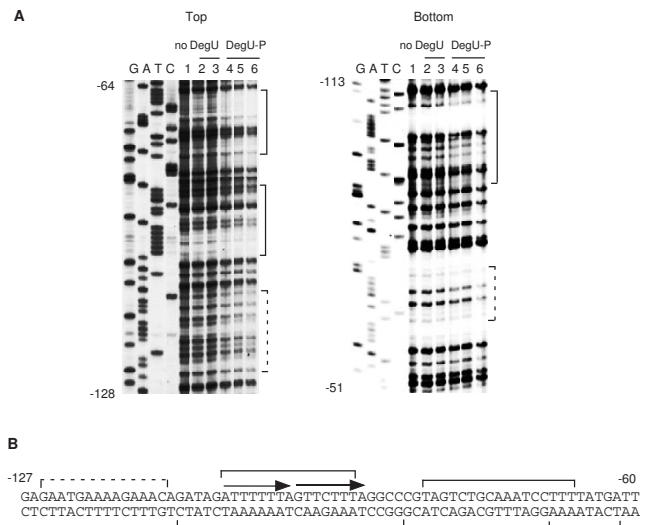 A
Top Bottom
no DegU DegU-P no DegU DegU-P
G A T C 1 2 3 4 5 6 G A T C 1 2 3 4 5 6
-64 -113
-128 -51
B
-127 -60
GAGAATGAAAAGAAACAGATAGATTTTTTAGTTCTTTAGGCCCGTAGTCTGCAAATCCTTTTATGATT
CTCTTACTTTTCTTTGTCTATCTAAAAAATCAAGAAATCCGGGCATCAGACGTTTAGGAAAATACTAA